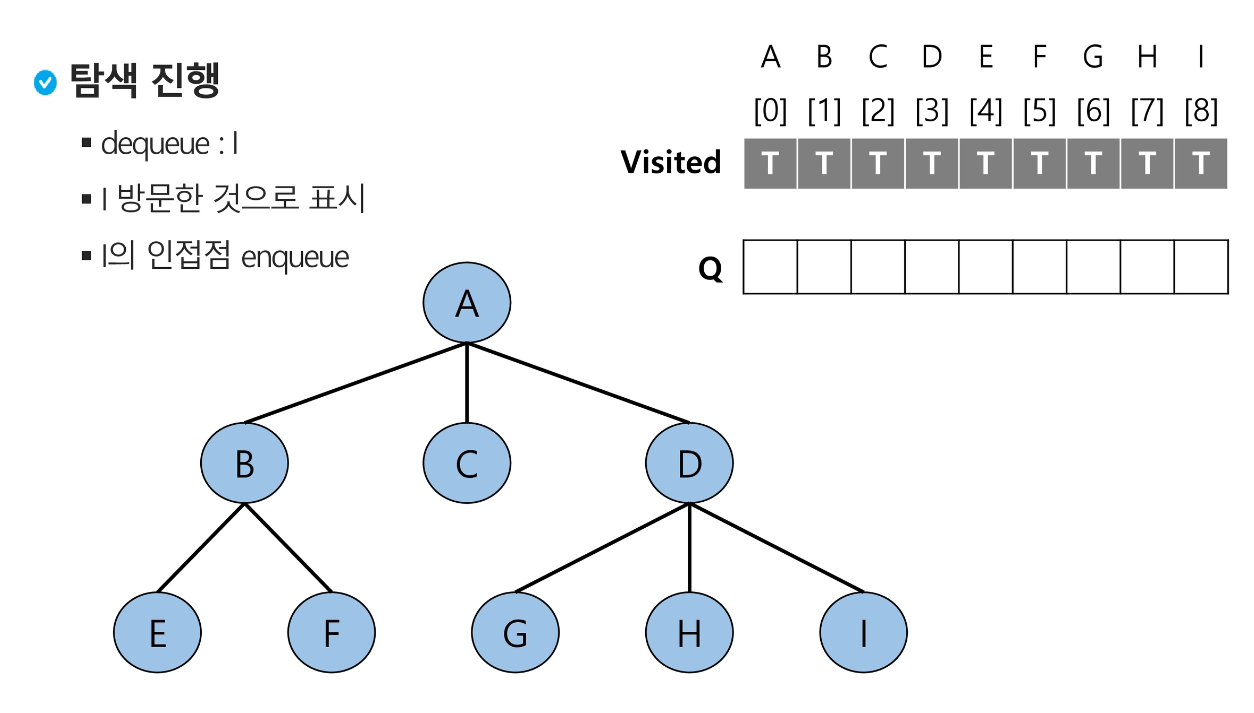 탐색 진행
▪ dequeue : I
▪ I 방문한 것으로 표시
▪ I의 인접점 enqueue
A B C D E F G H I
[0] [1] [2] [3] [4] [5] [6] [7] [8]
Visited T T T T T T T T T
Q
A
B C D
E F G H I